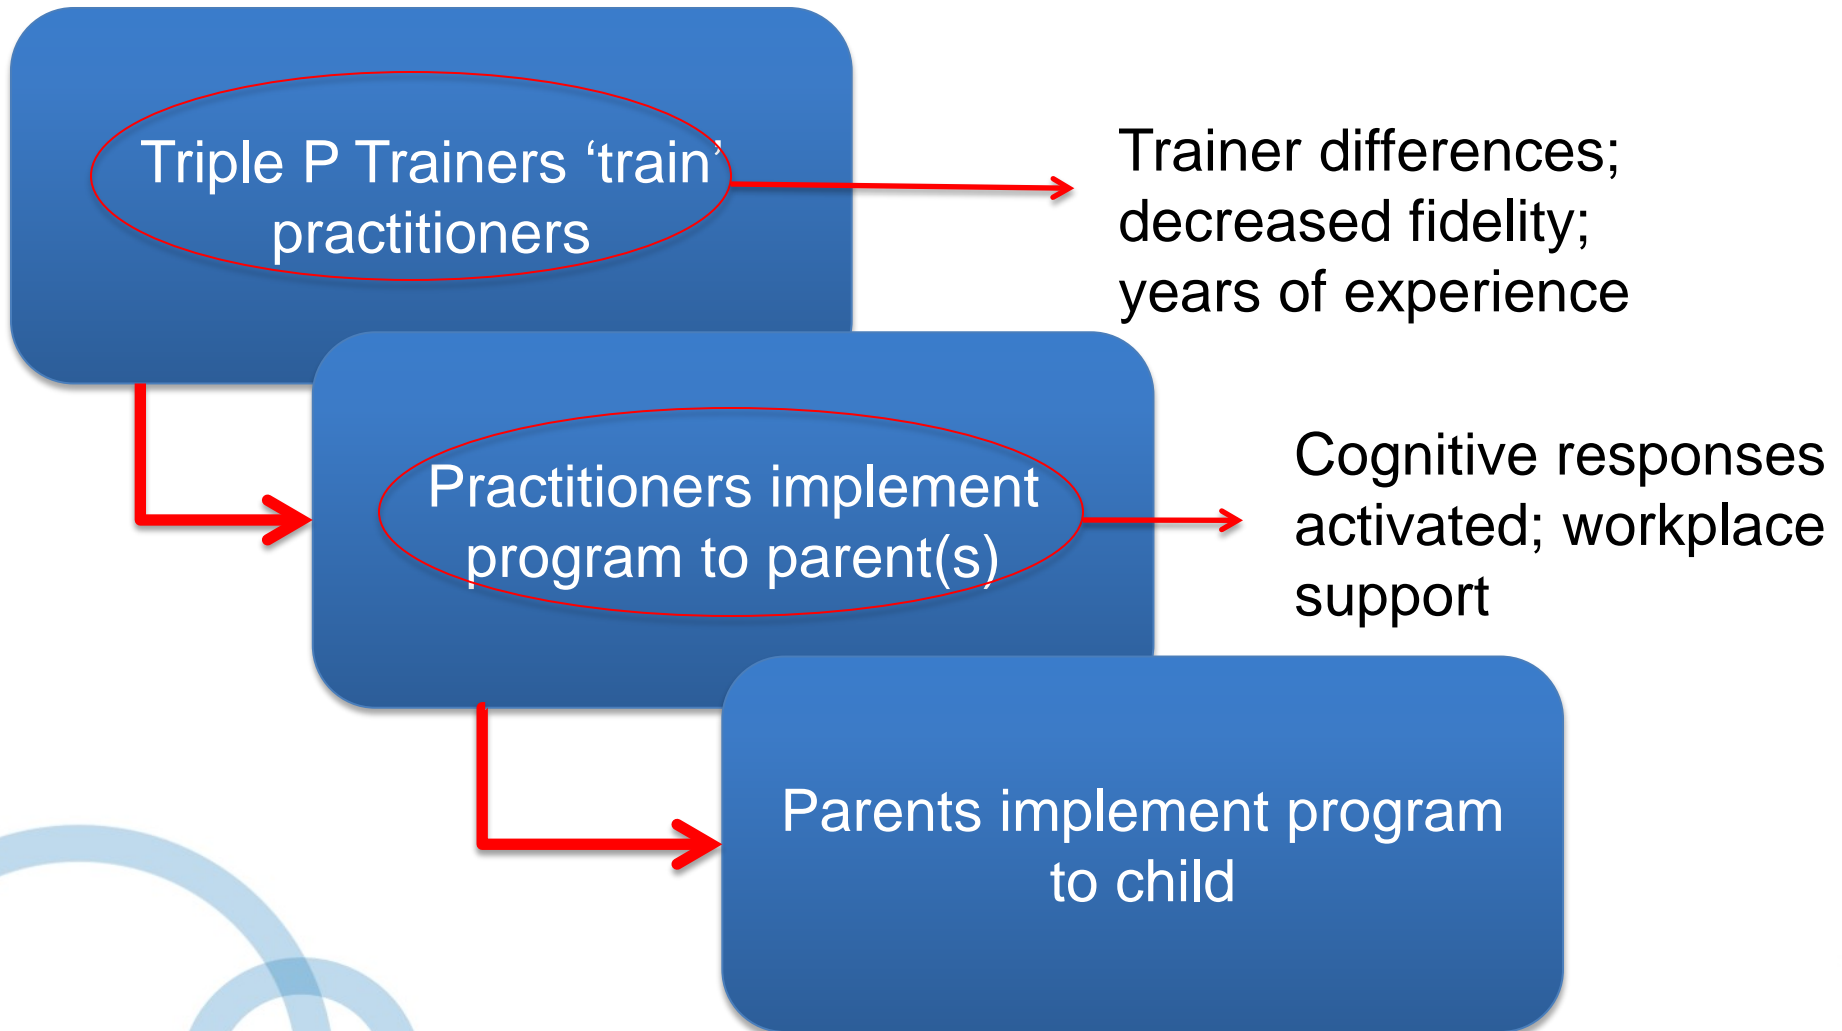 Triple P Trainers ‘train’
practitioners
Trainer differences;
decreased fidelity;
years of experience
Practitioners implement
program to parent(s)
Cognitive responses
activated; workplace
support
Parents implement program
to child